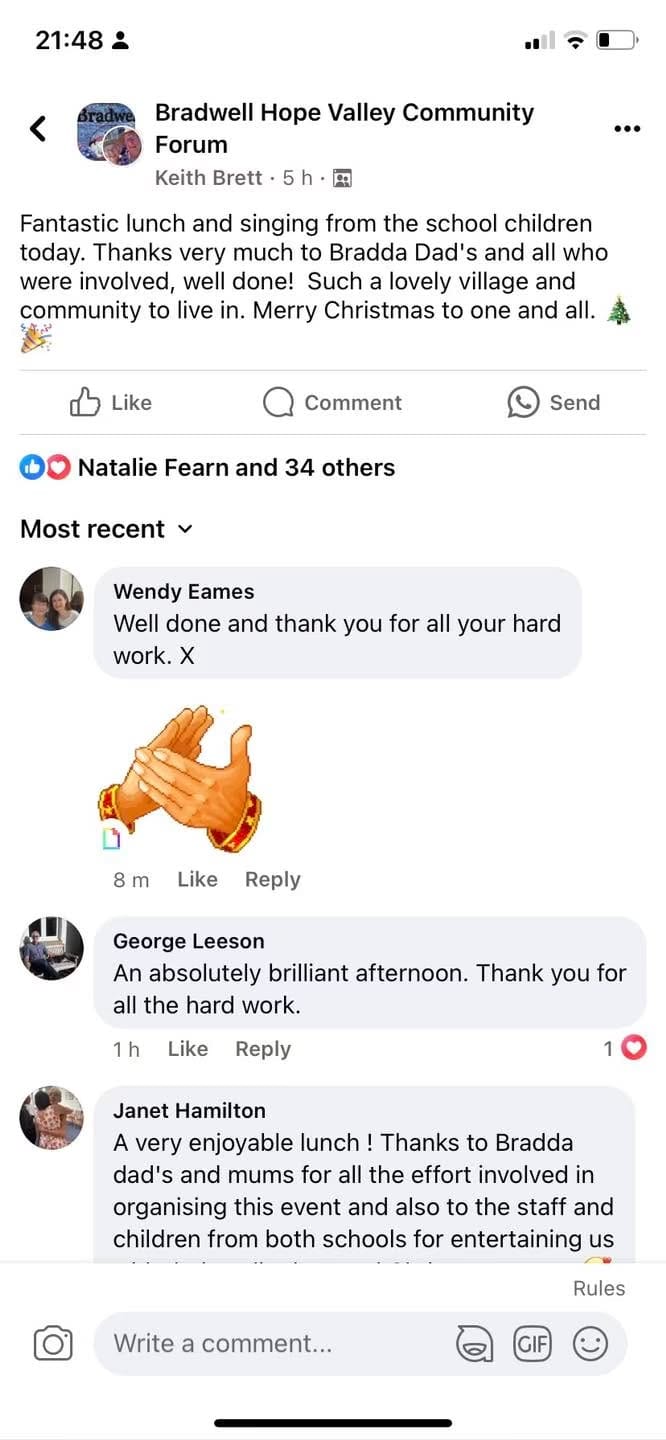 21:48
Bradwe
Bradwell Hope Valley Community
Forum
Keith Brett · 5 h ·
Fantastic lunch and singing from the school children
today. Thanks very much to Bradda Dad's and all who
were involved, well done!  Such a lovely village and
community to live in. Merry Christmas to one and all. 🎄
🎉
Like Comment Send
Natalie Fearn and 34 others
Most recent
Wendy Eames
Well done and thank you for all your hard
work. X
8 m Like Reply
George Leeson
An absolutely brilliant afternoon. Thank you for
all the hard work.
1 h Like Reply 1
Janet Hamilton
A very enjoyable lunch ! Thanks to Bradda
dad's and mums for all the effort involved in
organising this event and also to the staff and
children from both schools for entertaining us
Rules
Write a comment...
GIF